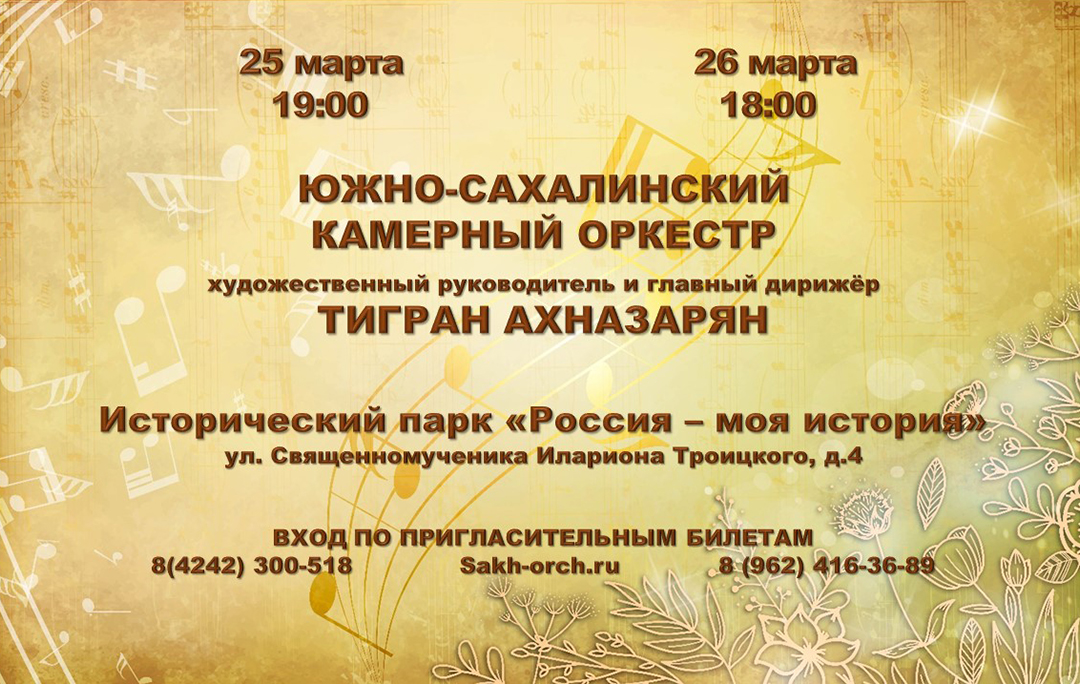 25 марта
19:00
26 марта
18:00
ЮЖНО-САХАЛИНСКИЙ
КАМЕРНЫЙ ОРКЕСТР
художественный руководитель и главный дирижёр
ТИГРАН АХНАЗАРЯН
Исторический парк «Россия – моя история»
ул. Священномученика Илариона Троицкого, д.4
ВХОД ПО ПРИГЛАСИТЕЛЬНЫМ БИЛЕТАМ
8(4242) 300-518 Sakh-orch.ru 8 (962) 416-36-89